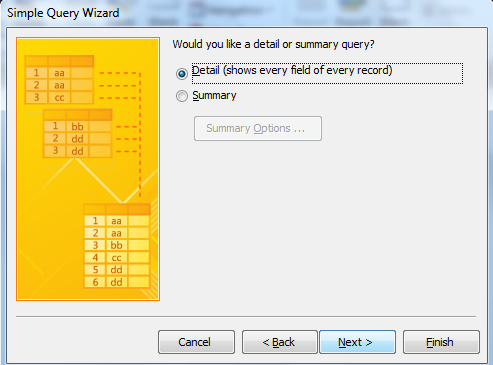 Simple Query Wizard
Would you like a detail or summary query?
Detail (shows every field of every record)
Summary
Summary Options ...
1 aa
2 aa
3 cc
1 bb
2 dd
3 dd
1 aa
2 aa
3 bb
4 cc
5 dd
6 dd
Cancel
< Back
Next >
Finish